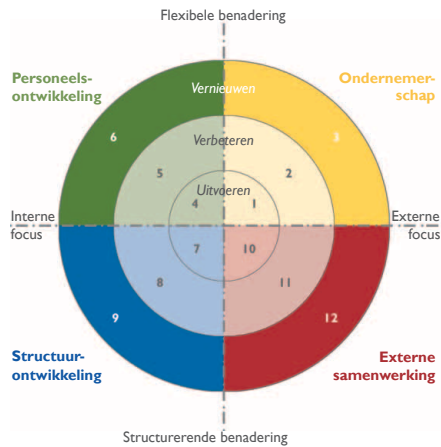 Flexibele benadering
Personeels-
ontwikkeling
Ondernemer-
schap
Vernieuwen
6
3
Verbeteren
5
2
Uitvoeren
4
1
Interne
focus
Externe
focus
7
10
8
11
9
12
Structuur-
ontwikkeling
Externe
samenwerking
Structurerende benadering